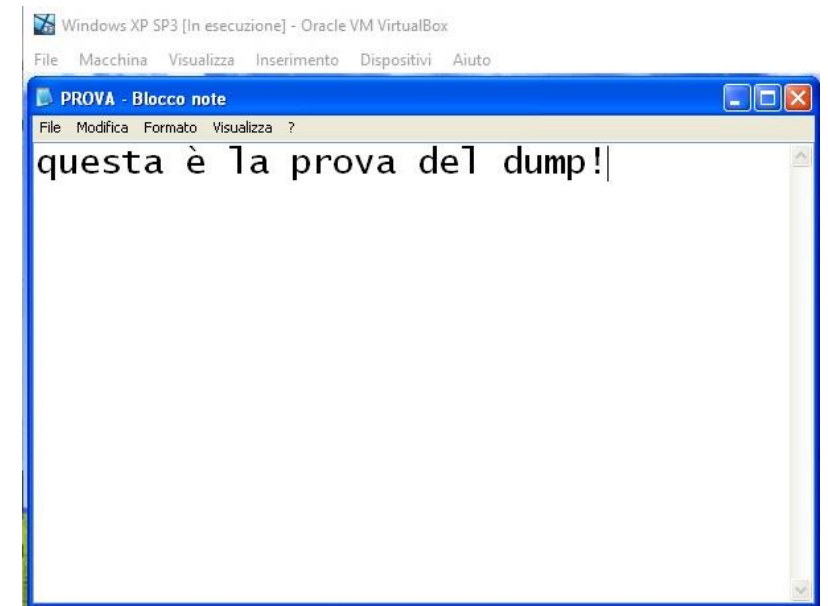 Windows XP SP3 [In esecuzione] - Oracle VM VirtualBox
File Macchina Visualizza Inserimento Dispositivi Aiuto
PROVA - Blocco note
File Modifica Formato Visualizza ?
questa è la prova del dump!